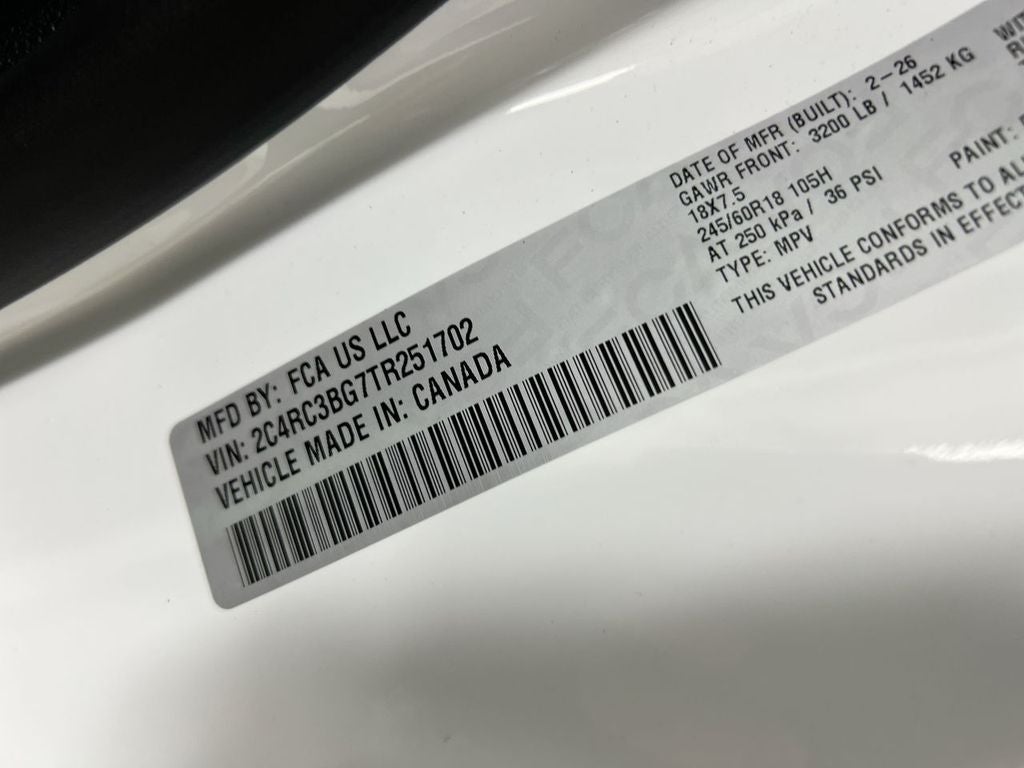 MFD BY: FCA US LLC
VIN: 2C4RC3BG7TR251702
VEHICLE MADE IN: CANADA
DATE OF MFR (BUILT): 2-26
GAWR FRONT: 3200 LB / 1452 KG
18X7.5
245/60R18 105H
AT 250 kPa / 36 PSI
TYPE: MPV
PAINT:
THIS VEHICLE CONFORMS TO ALL
STANDARDS IN EFFECT